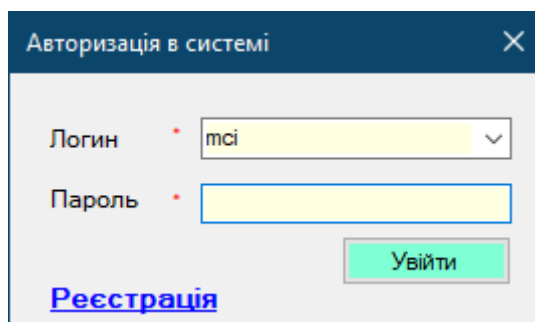 Авторизація в системі
Логин * mci
Пароль *
Увійти
Реєстрація